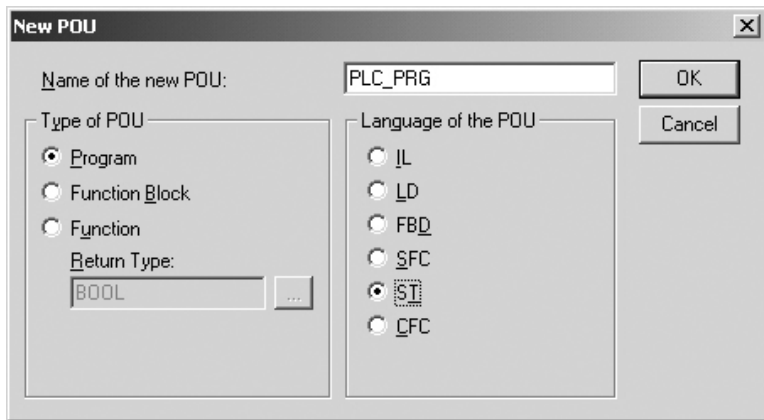 New POU
Name of the new POU:
PLC_PRG
OK
Cancel
Type of POU
Program
Function Block
Function
Return Type:
BOOL
...
Language of the POU
IL
LD
FBD
SFC
ST
CFC